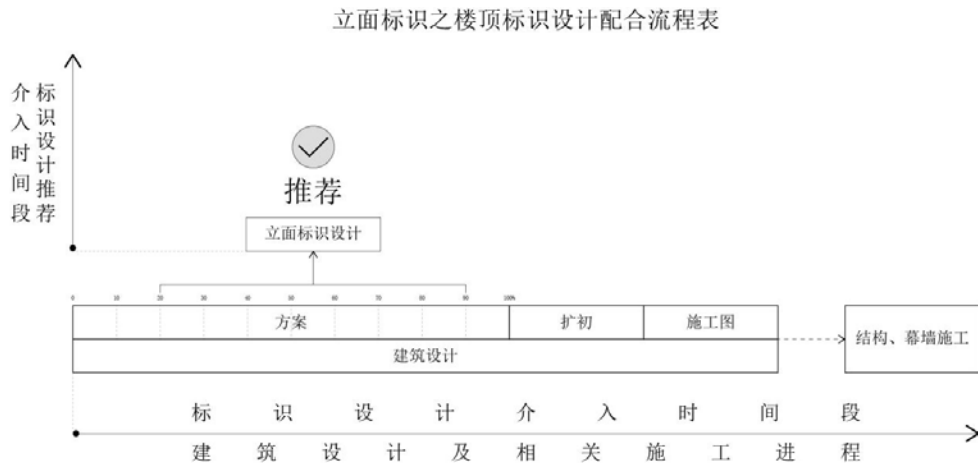 立面标识之楼顶标识设计配合流程表
标识设计推荐
介入时间段
推荐
立面标识设计
0 10 20 30 40 50 60 70 80 90 100%
方案 扩初 施工图
建筑设计
结构、幕墙施工
标识设计介入时间段
建筑设计及相关施工进程